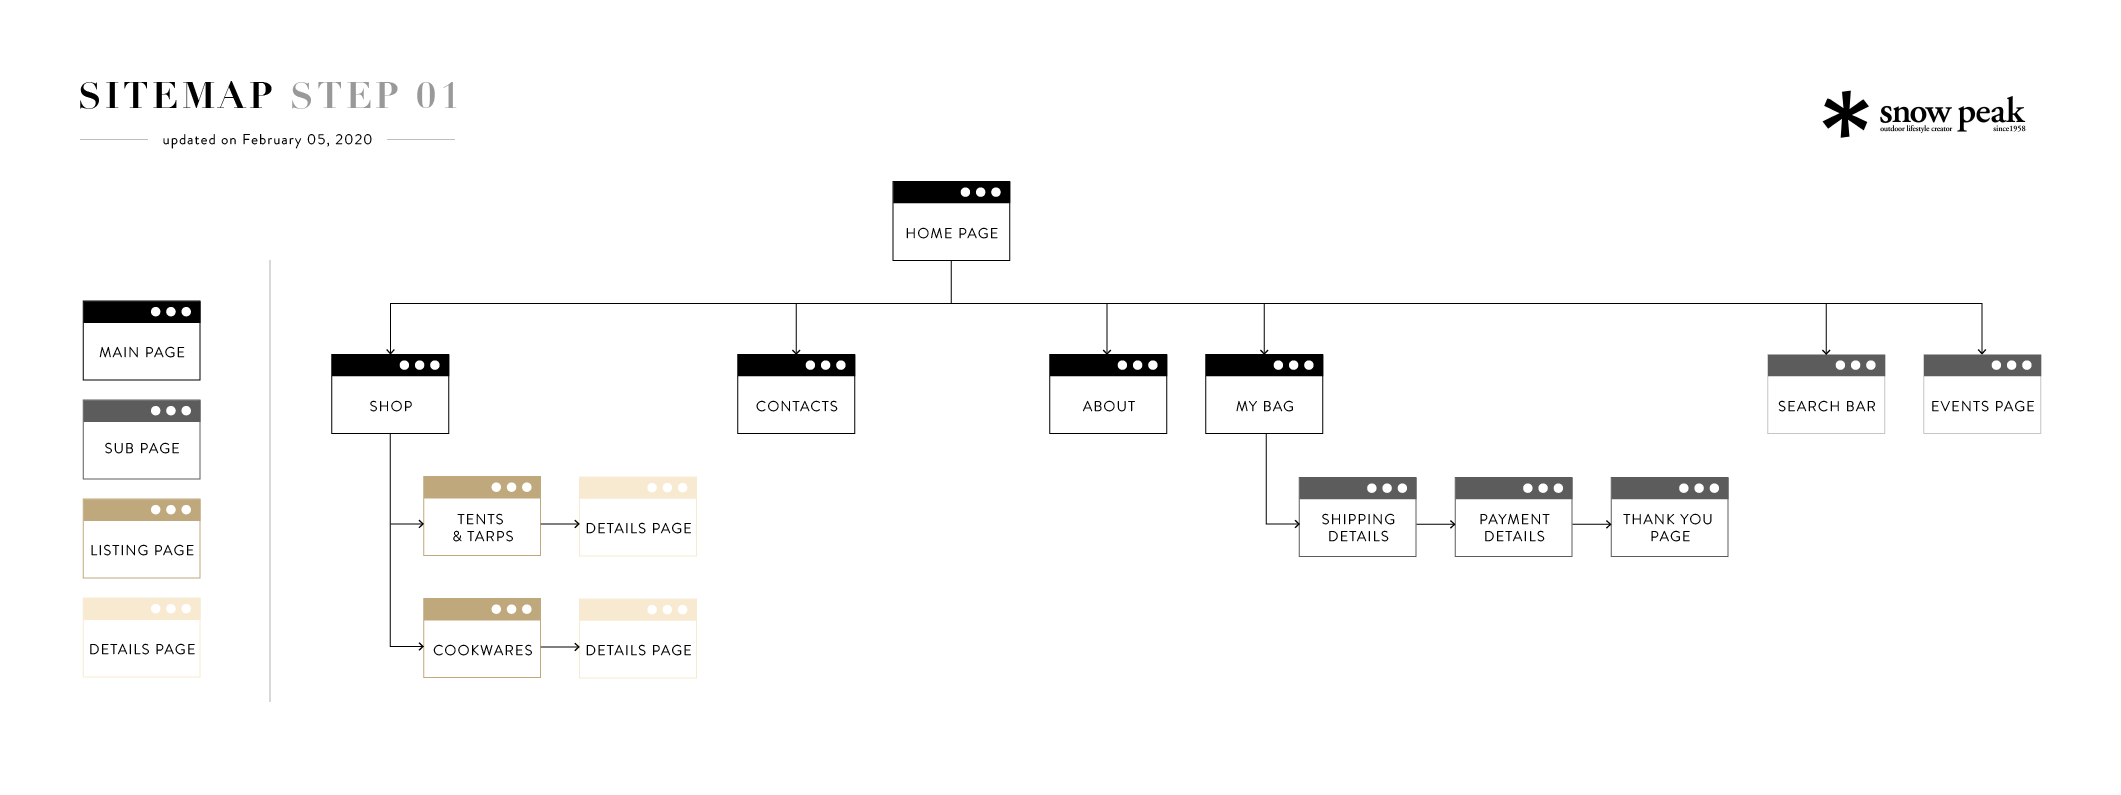 SITEMAP STEP 01
updated on February 05, 2020
snow peak
outdoor lifestyle creator
since1958
HOME PAGE
MAIN PAGE
SUB PAGE
LISTING PAGE
DETAILS PAGE
SHOP
CONTACTS
ABOUT
MY BAG
SEARCH BAR
EVENTS PAGE
TENTS
& TARPS
DETAILS PAGE
SHIPPING
DETAILS
PAYMENT
DETAILS
THANK YOU
PAGE
COOKWARES
DETAILS PAGE